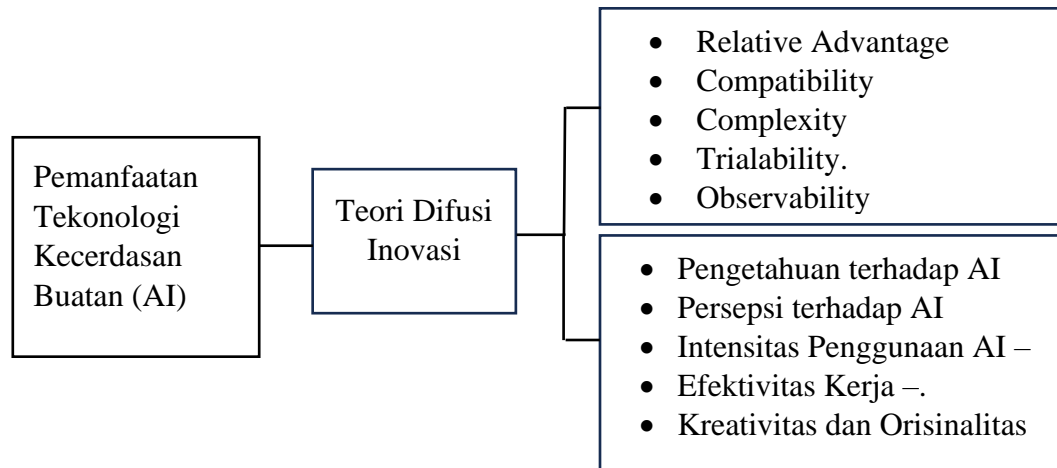 Pemanfaatan
Tekonologi
Kecerdasan
Buatan (AI)
Teori Difusi
Inovasi
• Relative Advantage
• Compatibility
• Complexity
• Trialability.
• Observability
• Pengetahuan terhadap AI
• Persepsi terhadap AI
• Intensitas Penggunaan AI –
• Efektivitas Kerja –.
• Kreativitas dan Orisinalitas